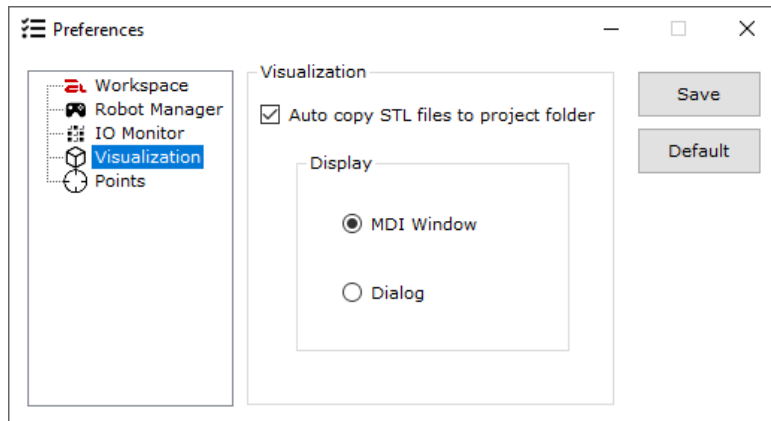 Preferences
Workspace
Robot Manager
IO Monitor
Visualization
Points
Visualization
Auto copy STL files to project folder
Display
MDI Window
Dialog
Save
Default